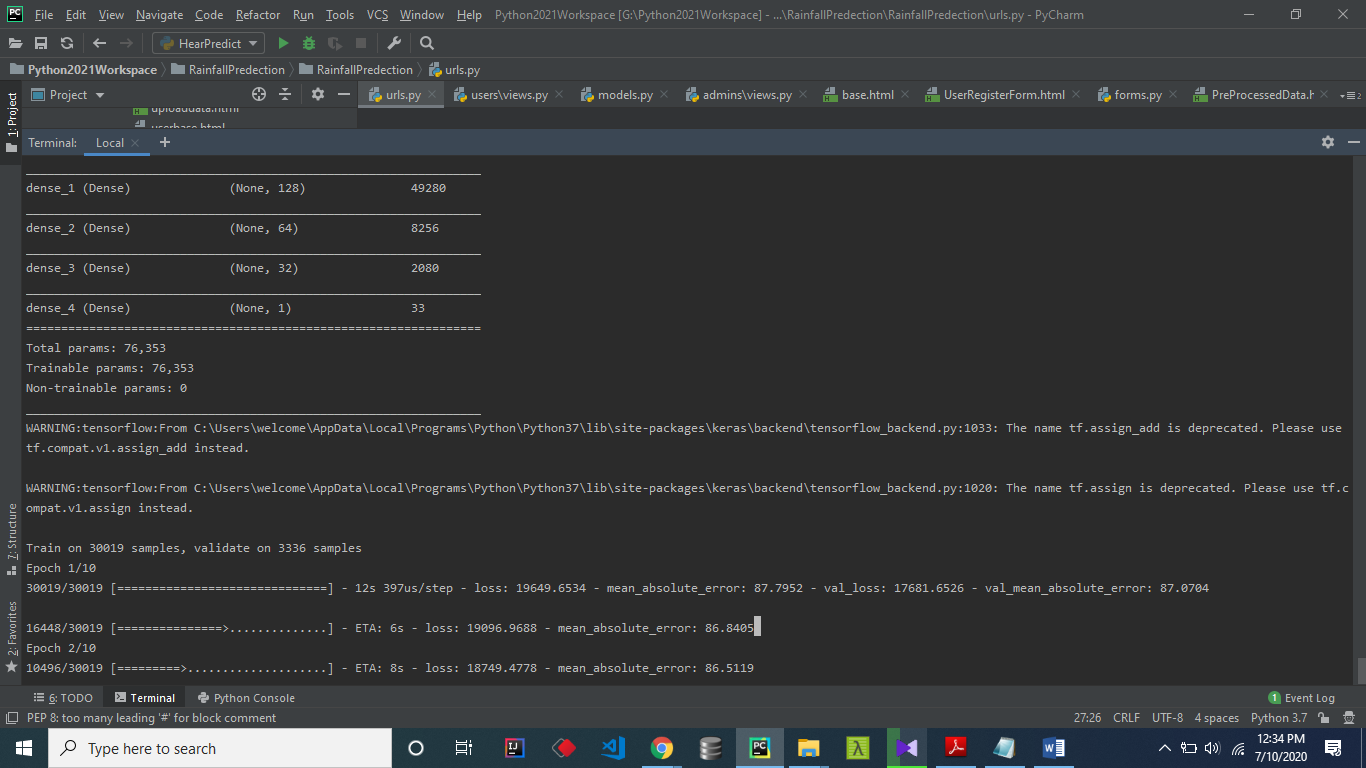 PC File Edit View Navigate Code Refactor Run Tools VCS Window Help Python2021Workspace [G:\Python2021Workspace] - ...\RainfallPredection\RainfallPredection\urls.py - PyCharm
HearPredict
Python2021Workspace RainfallPredection RainfallPredection urls.py
1: Project
Project urls.py users\views.py models.py admins\views.py base.html UserRegisterForm.html forms.py PreProcessedData.h 2
uploaddata.html
userbase.html
Terminal: Local +
dense_1 (Dense) (None, 128) 49280
dense_2 (Dense) (None, 64) 8256
dense_3 (Dense) (None, 32) 2080
dense_4 (Dense) (None, 1) 33
=================================================================
Total params: 76,353
Trainable params: 76,353
Non-trainable params: 0
WARNING:tensorflow:From C:\Users\welcome\AppData\Local\Programs\Python\Python37\lib\site-packages\keras\backend\tensorflow_backend.py:1033: The name tf.assign_add is deprecated. Please use
tf.compat.v1.assign_add instead.
WARNING:tensorflow:From C:\Users\welcome\AppData\Local\Programs\Python\Python37\lib\site-packages\keras\backend\tensorflow_backend.py:1020: The name tf.assign is deprecated. Please use tf.c
ompat.v1.assign instead.
Train on 30019 samples, validate on 3336 samples
Epoch 1/10
30019/30019 [==============================] - 12s 397us/step - loss: 19649.6534 - mean_absolute_error: 87.7952 - val_loss: 17681.6526 - val_mean_absolute_error: 87.0704
16448/30019 [===============>..............] - ETA: 6s - loss: 19096.9688 - mean_absolute_error: 86.8405
Epoch 2/10
10496/30019 [=========>....................] - ETA: 8s - loss: 18749.4778 - mean_absolute_error: 86.5119
7: Structure
2: Favorites
6: TODO Terminal Python Console 1 Event Log
PEP 8: too many leading '#' for block comment 27:26 CRLF UTF-8 4 spaces Python 3.7
Type here to search
12:34 PM
7/10/2020